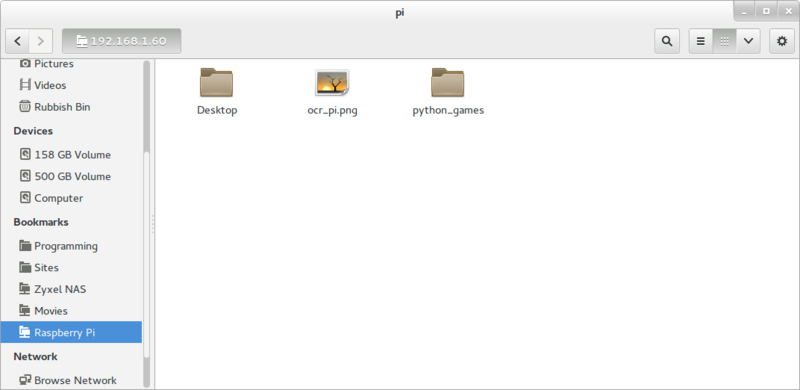 pi
192.168.1.60
Pictures
Videos
Rubbish Bin
Devices
158 GB Volume
500 GB Volume
Computer
Bookmarks
Programming
Sites
Zyxel NAS
Movies
Raspberry Pi
Network
Browse Network
Desktop
ocr_pi.png
python_games